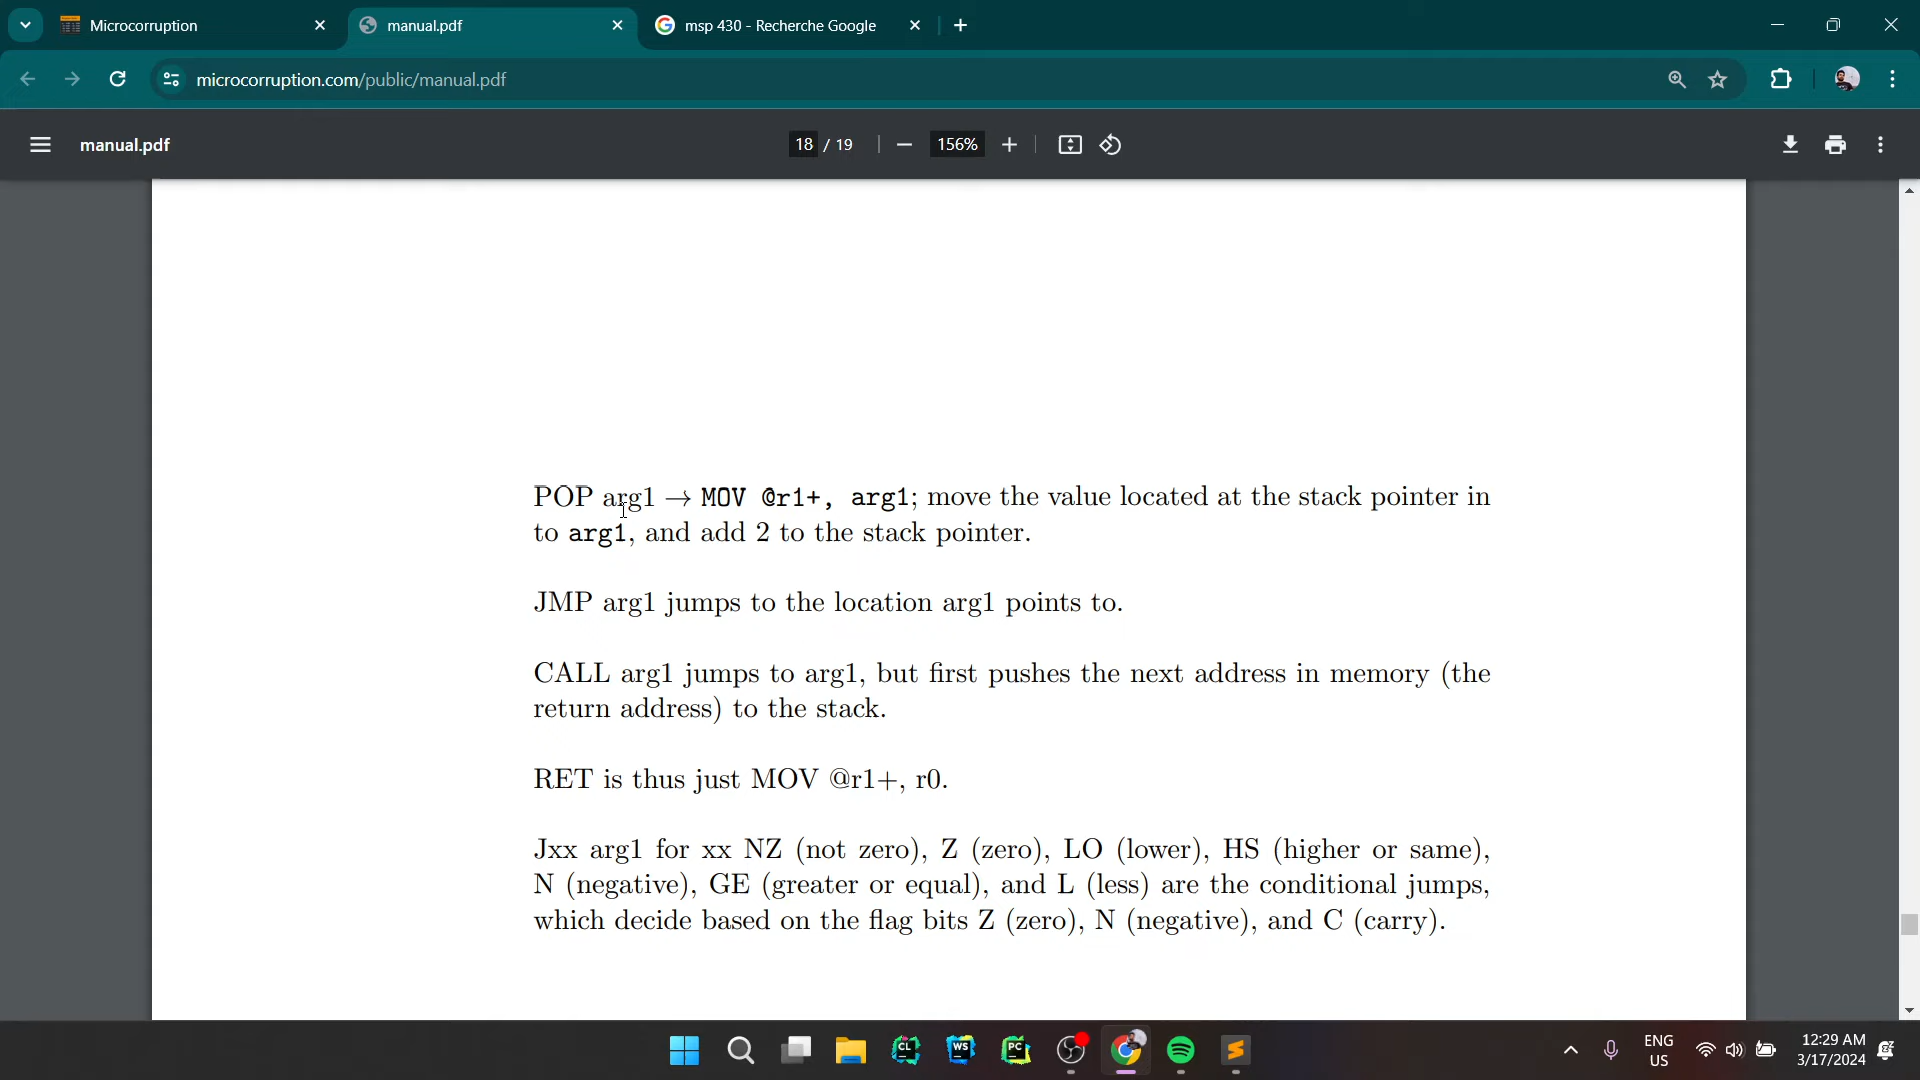 Microcorruption
manual.pdf
msp 430 - Recherche Google
microcorruption.com/public/manual.pdf
manual.pdf
18 / 19
156%
POP arg1 → MOV @r1+, arg1; move the value located at the stack pointer in
to arg1, and add 2 to the stack pointer.
JMP arg1 jumps to the location arg1 points to.
CALL arg1 jumps to arg1, but first pushes the next address in memory (the
return address) to the stack.
RET is thus just MOV @r1+, r0.
Jxx arg1 for xx NZ (not zero), Z (zero), LO (lower), HS (higher or same),
N (negative), GE (greater or equal), and L (less) are the conditional jumps,
which decide based on the flag bits Z (zero), N (negative), and C (carry).
CL
WS
PC
ENG
US
12:29 AM
3/17/2024